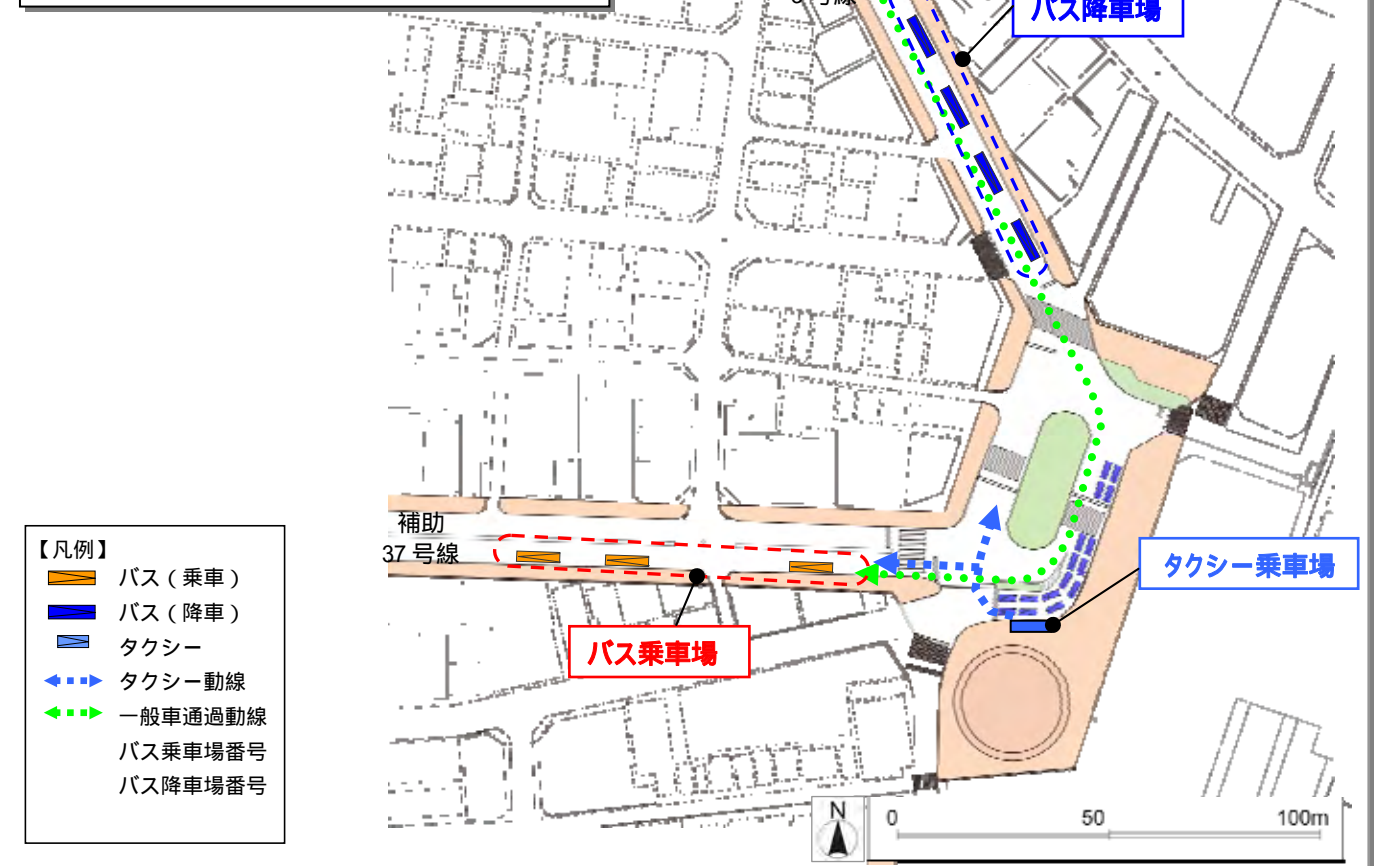 号線
バス降車場
補助
37 号線
タクシー乗車場
バス乗車場
【凡例】
バス（乗車）
バス（降車）
タクシー
タクシー動線
一般車通過動線
バス乗車場番号
バス降車場番号
N
0 50 100m